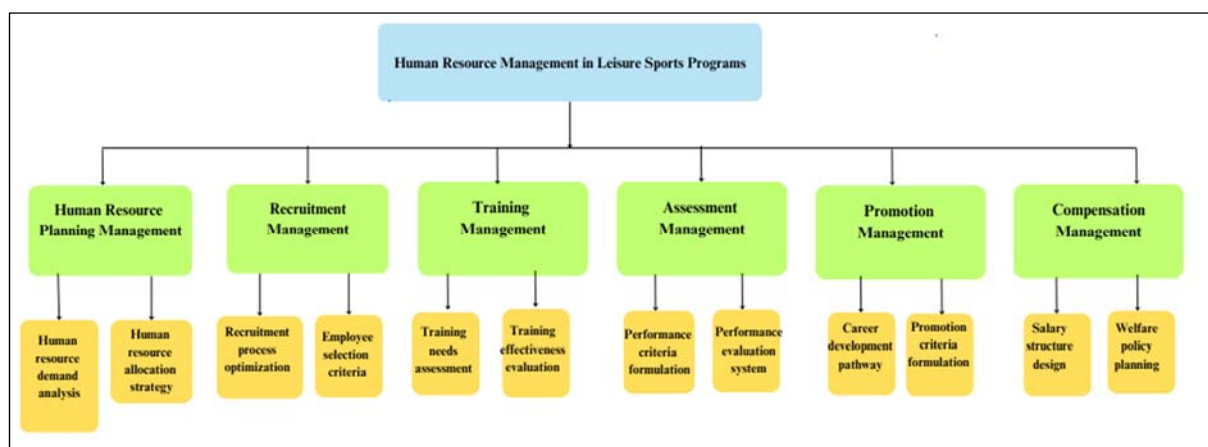 Human Resource Management in Leisure Sports Programs
Human Resource
Planning Management
Recruitment
Management
Training
Management
Assessment
Management
Promotion
Management
Compensation
Management
Human
resource
demand
analysis
Human
resource
allocation
strategy
Recruitment
process
optimization
Employee
selection
criteria
Training
needs
assessment
Training
effectiveness
evaluation
Performance
criteria
formulation
Performance
evaluation
system
Career
development
pathway
Promotion
criteria
formulation
Salary
structure
design
Welfare
policy
planning